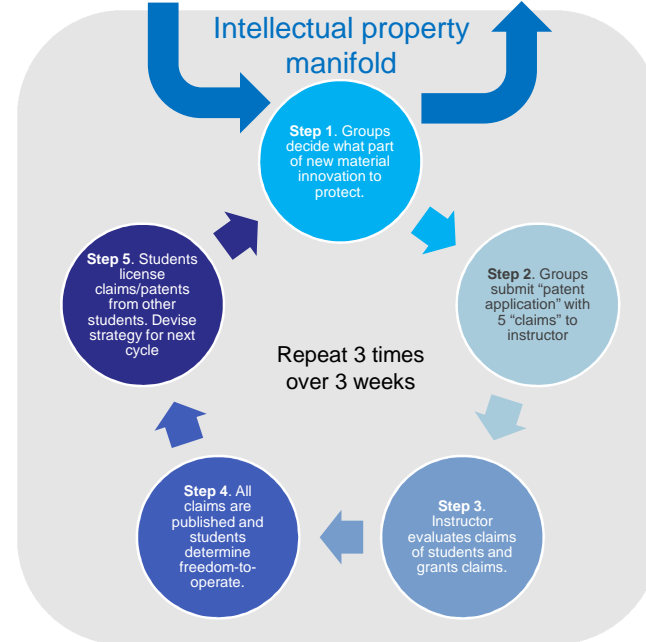 Intellectual property
manifold
Step 1. Groups
decide what part
of new material
innovation to
protect.
Step 2. Groups
submit “patent
application” with
5 “claims” to
instructor
Step 3.
Instructor
evaluates claims
of students and
grants claims.
Step 4. All
claims are
published and
students
determine
freedom-to-
operate.
Step 5. Students
license
claims/patents
from other
students. Devise
strategy for next
cycle
Repeat 3 times
over 3 weeks